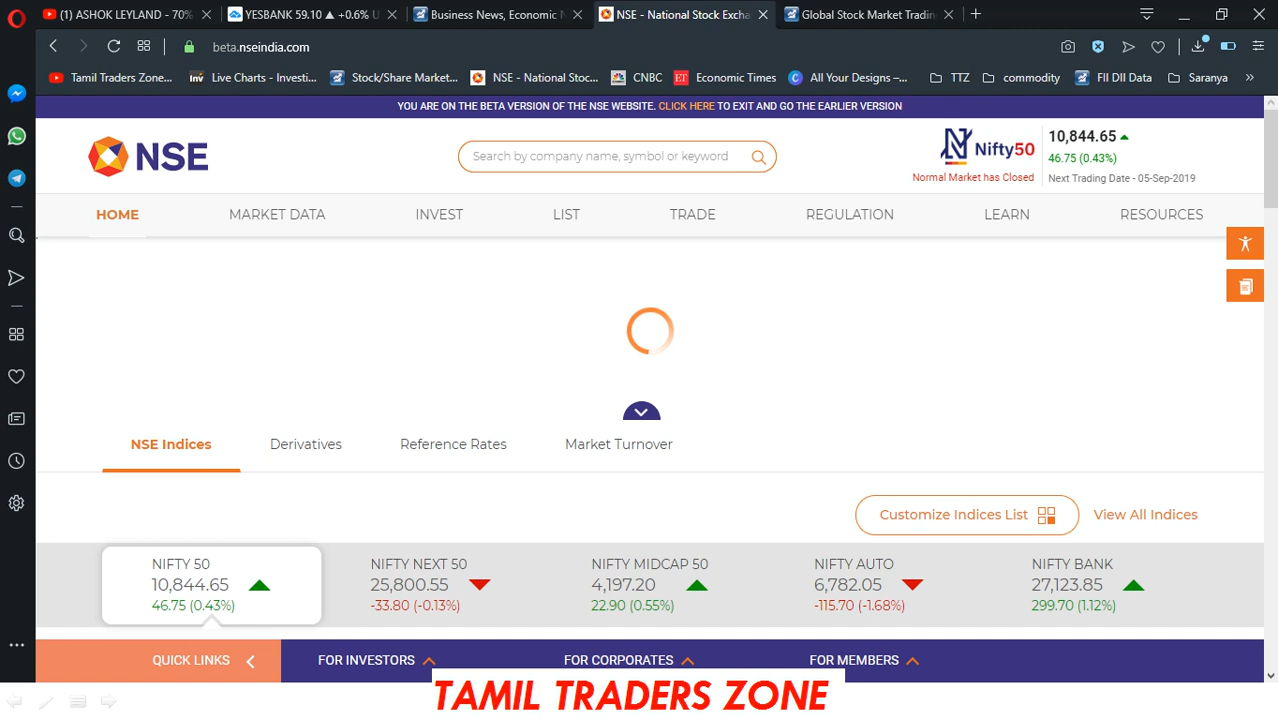 (1) ASHOK LEYLAND - 70%
YESBANK 59.10 ▲ +0.6% U
Business News, Economic N
NSE - National Stock Excha
Global Stock Market Tradin
beta.nseindia.com
Tamil Traders Zone...
Inv Live Charts - Investi...
Stock/Share Market...
NSE - National Stoc...
CNBC
ET Economic Times
C All Your Designs –...
TTZ
commodity
FII DII Data
Saranya
»
YOU ARE ON THE BETA VERSION OF THE NSE WEBSITE. CLICK HERE TO EXIT AND GO THE EARLIER VERSION
NSE
Search by company name, symbol or keyword
N Nifty50
Normal Market has Closed
10,844.65
46.75 (0.43%)
Next Trading Date - 05-Sep-2019
HOME MARKET DATA INVEST LIST TRADE REGULATION LEARN RESOURCES
NSE Indices Derivatives Reference Rates Market Turnover
Customize Indices List View All Indices
NIFTY 50
10,844.65
46.75 (0.43%)
NIFTY NEXT 50
25,800.55
-33.80 (-0.13%)
NIFTY MIDCAP 50
4,197.20
22.90 (0.55%)
NIFTY AUTO
6,782.05
-115.70 (-1.68%)
NIFTY BANK
27,123.85
299.70 (1.12%)
QUICK LINKS FOR INVESTORS FOR CORPORATES FOR MEMBERS
TAMIL TRADERS ZONE